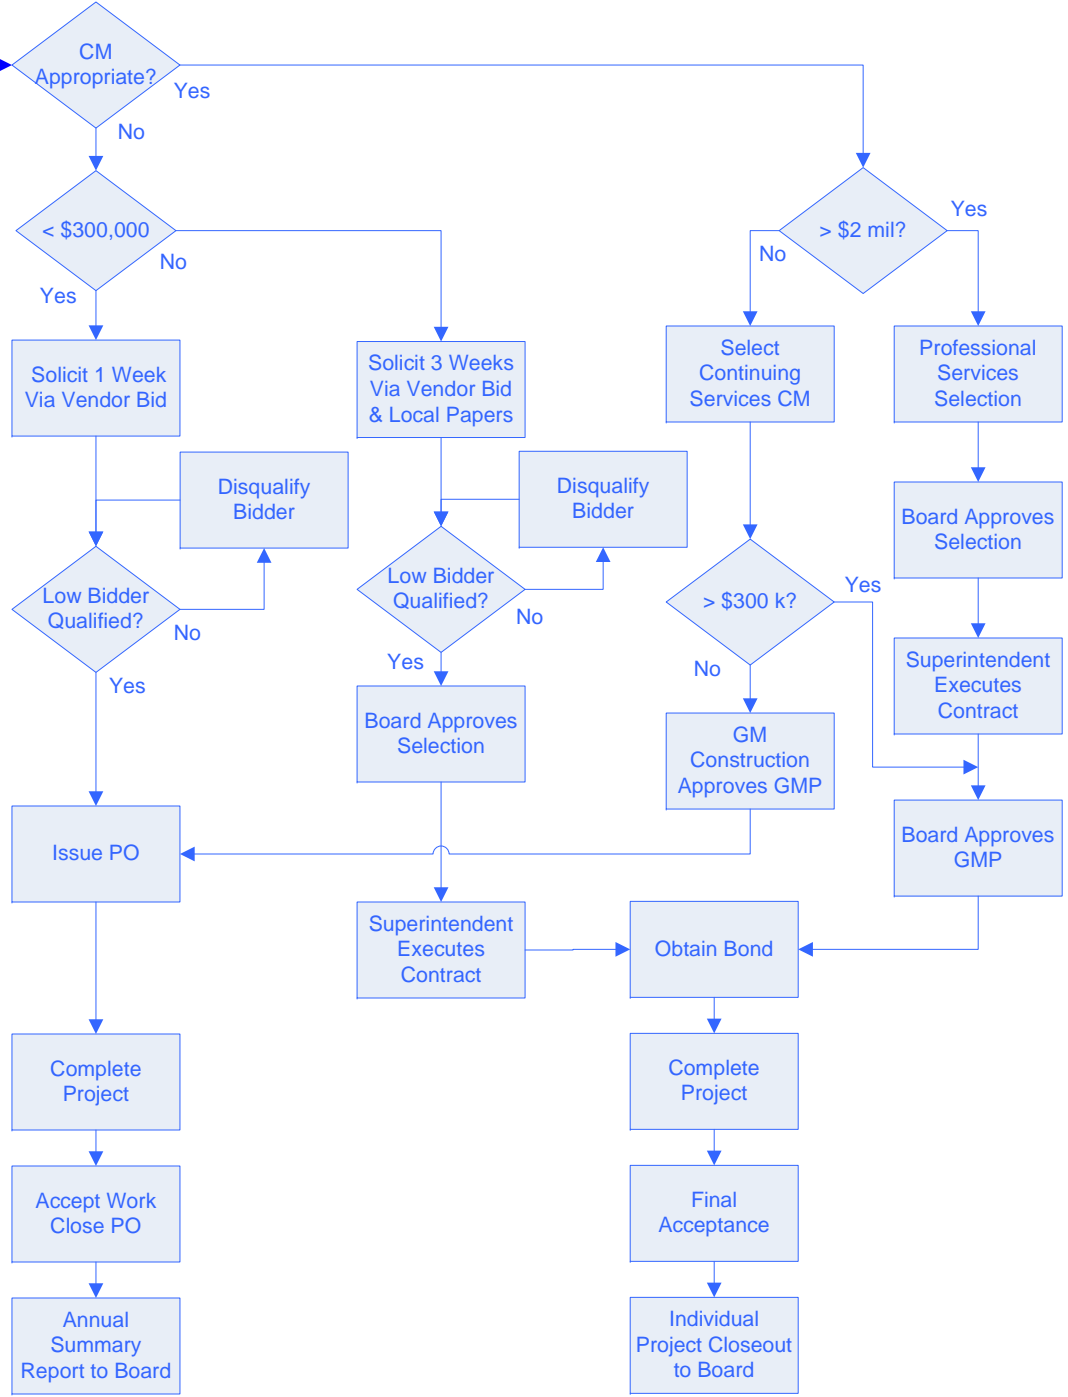 CM
Appropriate?
Yes
No
< $300,000
No
Yes
> $2 mil?
Yes
No
Solicit 1 Week
Via Vendor Bid
Solicit 3 Weeks
Via Vendor Bid
& Local Papers
Select
Continuing
Services CM
Professional
Services
Selection
Disqualify
Bidder
Disqualify
Bidder
Board Approves
Selection
Low Bidder
Qualified?
No
Yes
Low Bidder
Qualified?
No
Yes
> $300 k?
Yes
No
Superintendent
Executes
Contract
Board Approves
Selection
GM
Construction
Approves GMP
Issue PO
Board Approves
GMP
Superintendent
Executes
Contract
Obtain Bond
Complete
Project
Complete
Project
Accept Work
Close PO
Final
Acceptance
Annual
Summary
Report to Board
Individual
Project Closeout
to Board